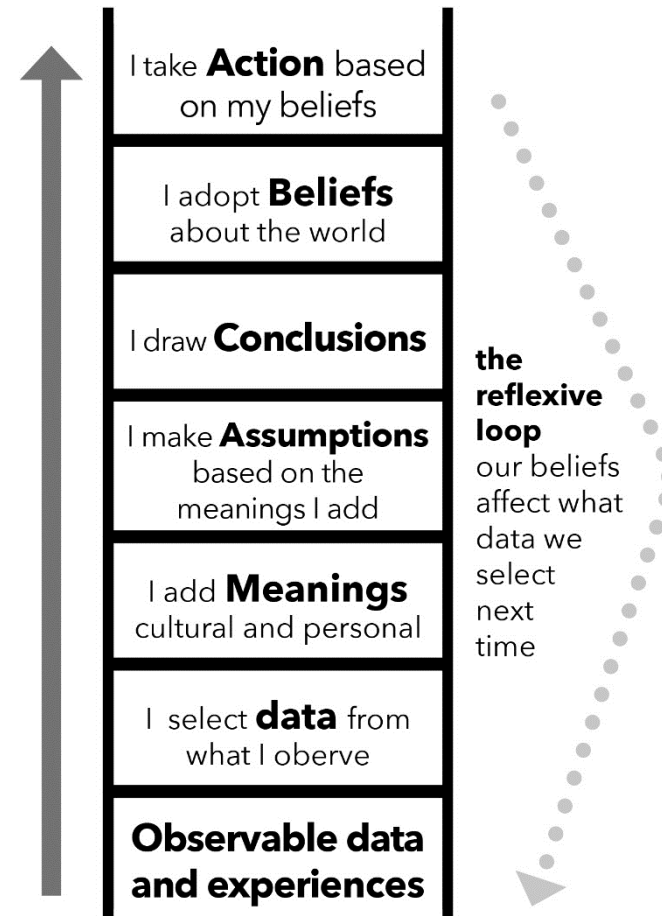 I take Action based
on my beliefs
I adopt Beliefs
about the world
I draw Conclusions
I make Assumptions
based on the
meanings I add
I add Meanings
cultural and personal
I select data from
what I oberve
Observable data
and experiences
the
reflexive
loop
our beliefs
affect what
data we
select
next
time